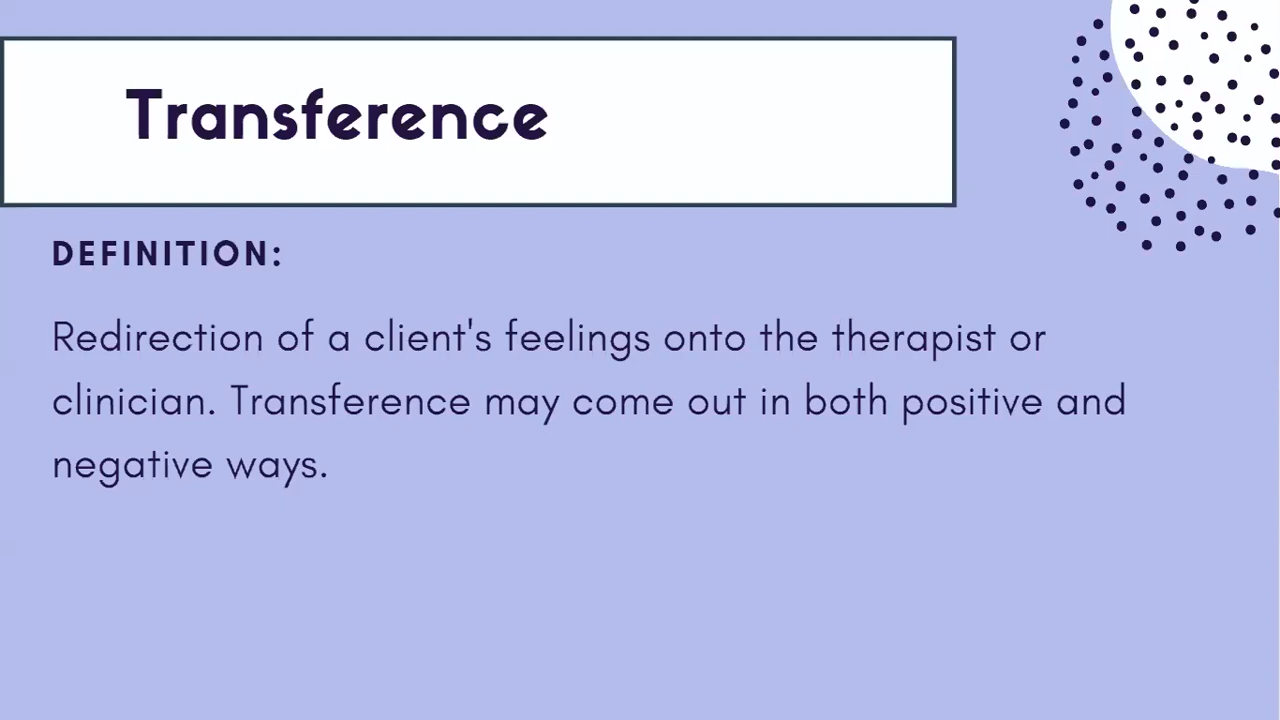 Transference
DEFINITION:
Redirection of a client's feelings onto the therapist or
clinician. Transference may come out in both positive and
negative ways.